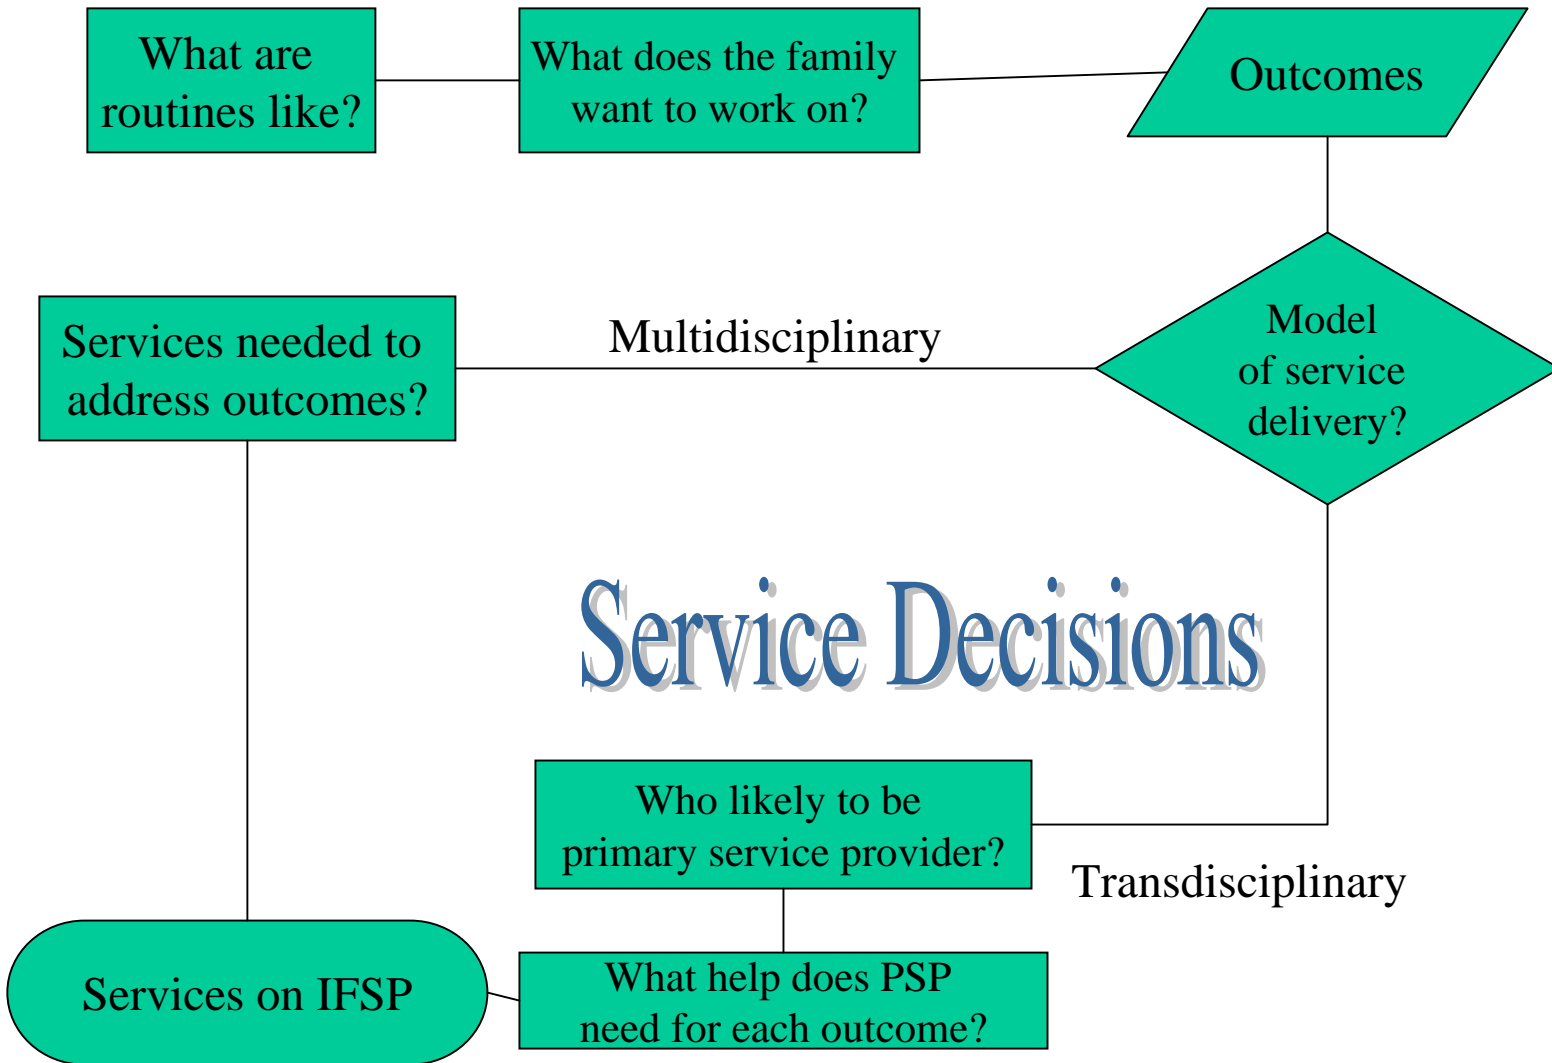 What are
routines like?
What does the family
want to work on?
Outcomes
Model
of service
delivery?
Multidisciplinary
Services needed to
address outcomes?
Service Decisions
Who likely to be
primary service provider?
Transdisciplinary
What help does PSP
need for each outcome?
Services on IFSP